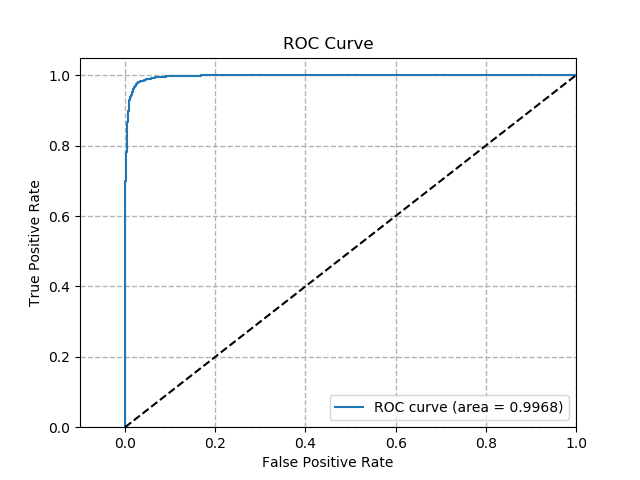 ROC Curve
1.0
0.8
0.6
0.4
0.2
0.0
True Positive Rate
ROC curve (area = 0.9968)
0.0 0.2 0.4 0.6 0.8 1.0
False Positive Rate